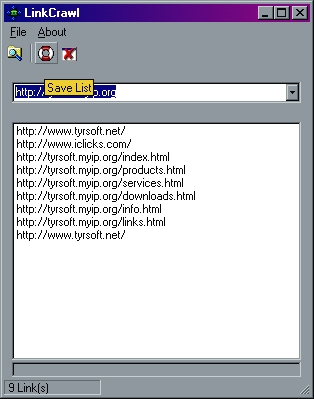 LinkCrawl
File About
Save List
http://tyrsoft.myip.org
http://www.tyrsoft.net/
http://www.iclicks.com/
http://tyrsoft.myip.org/index.html
http://tyrsoft.myip.org/products.html
http://tyrsoft.myip.org/services.html
http://tyrsoft.myip.org/downloads.html
http://tyrsoft.myip.org/info.html
http://tyrsoft.myip.org/links.html
http://www.tyrsoft.net/
9 Link(s)